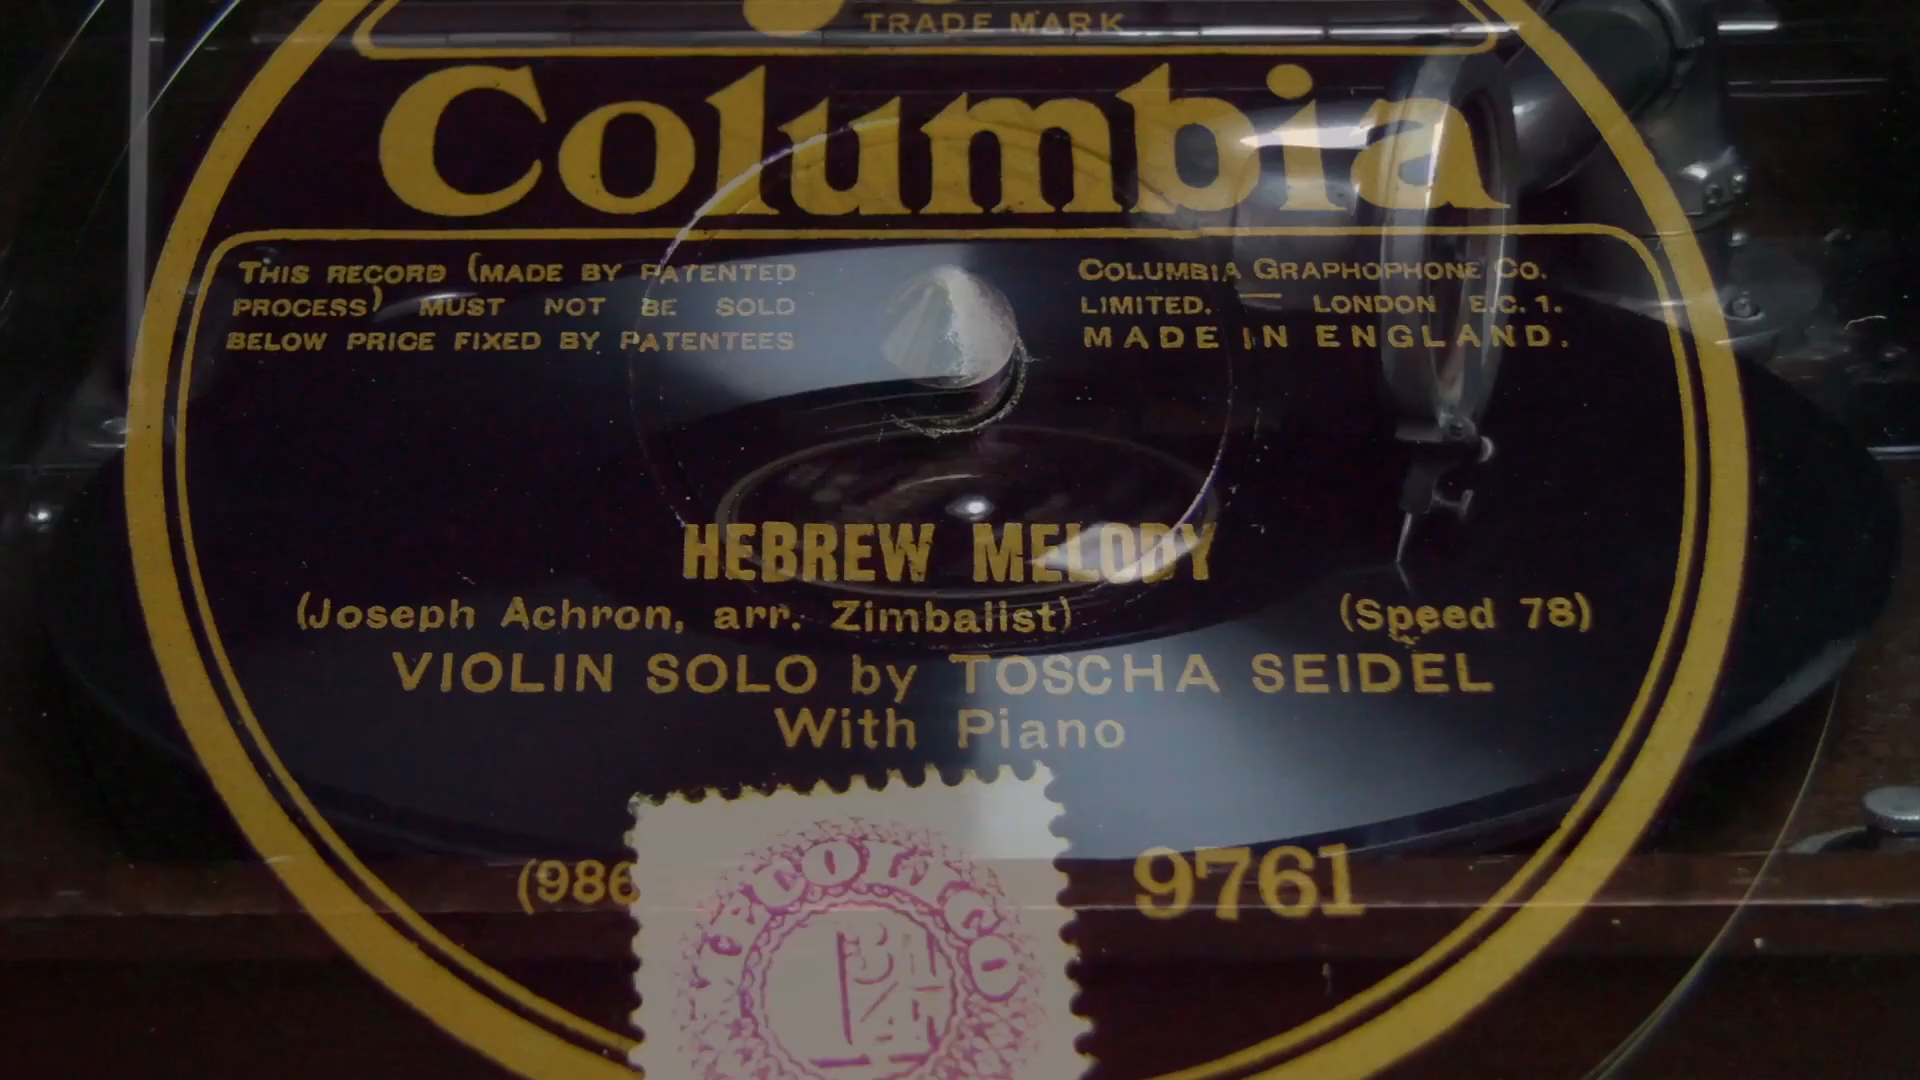 TRADE MARK
Columbia
THIS RECORD (MADE BY PATENTED
PROCESS) MUST NOT BE SOLD
BELOW PRICE FIXED BY PATENTEES
COLUMBIA GRAPHOPHONE CO.
LIMITED. — LONDON E.C. 1.
MADE IN ENGLAND.
HEBREW MELODY
(Joseph Achron, arr. Zimbalist)
(Speed 78)
VIOLIN SOLO by TOSCHA SEIDEL
With Piano
(986
9761